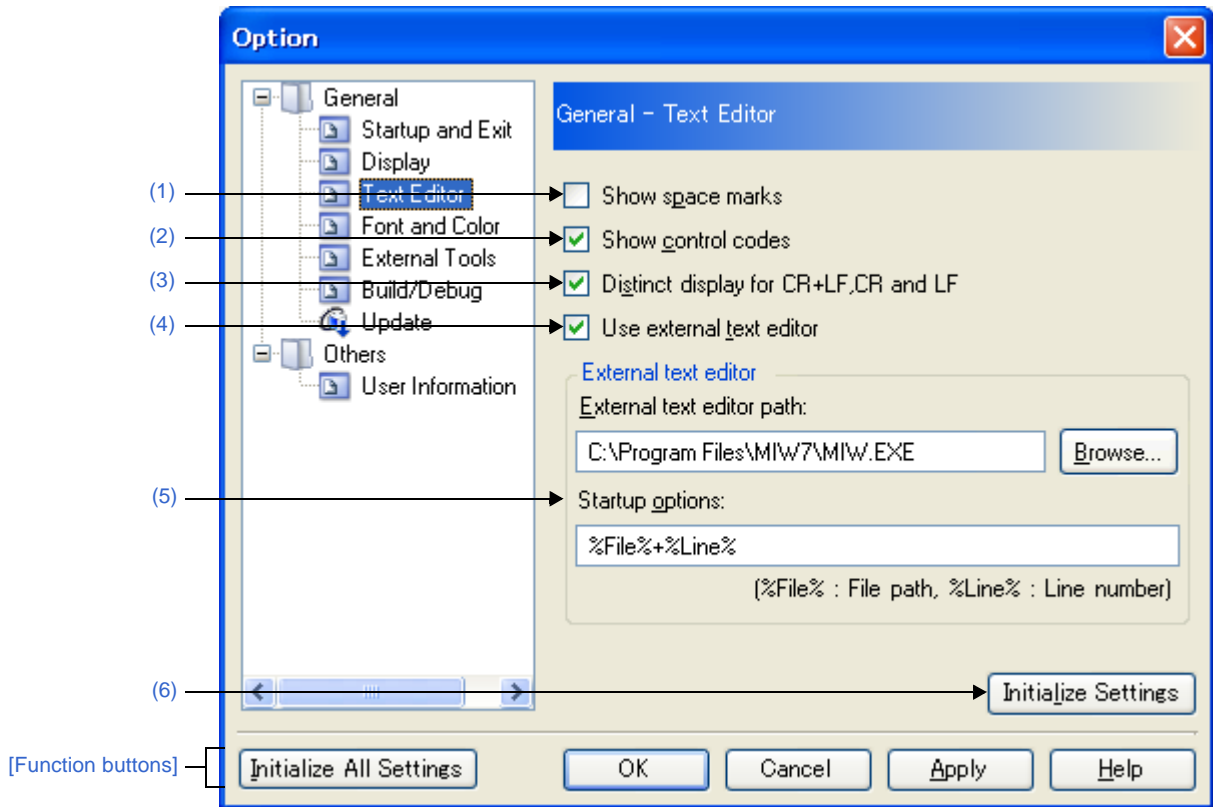 Option
General
Startup and Exit
Display
Text Editor
Font and Color
External Tools
Build/Debug
Update
Others
User Information
General - Text Editor
(1)
Show space marks
(2)
Show control codes
(3)
Distinct display for CR+LF,CR and LF
(4)
Use external text editor
External text editor
External text editor path:
C:\Program Files\MIW7\MIW.EXE
Browse...
(5)
Startup options:
%File%+%Line%
(%File% : File path, %Line% : Line number)
(6)
Initialize Settings
[Function buttons]
Initialize All Settings
OK
Cancel
Apply
Help